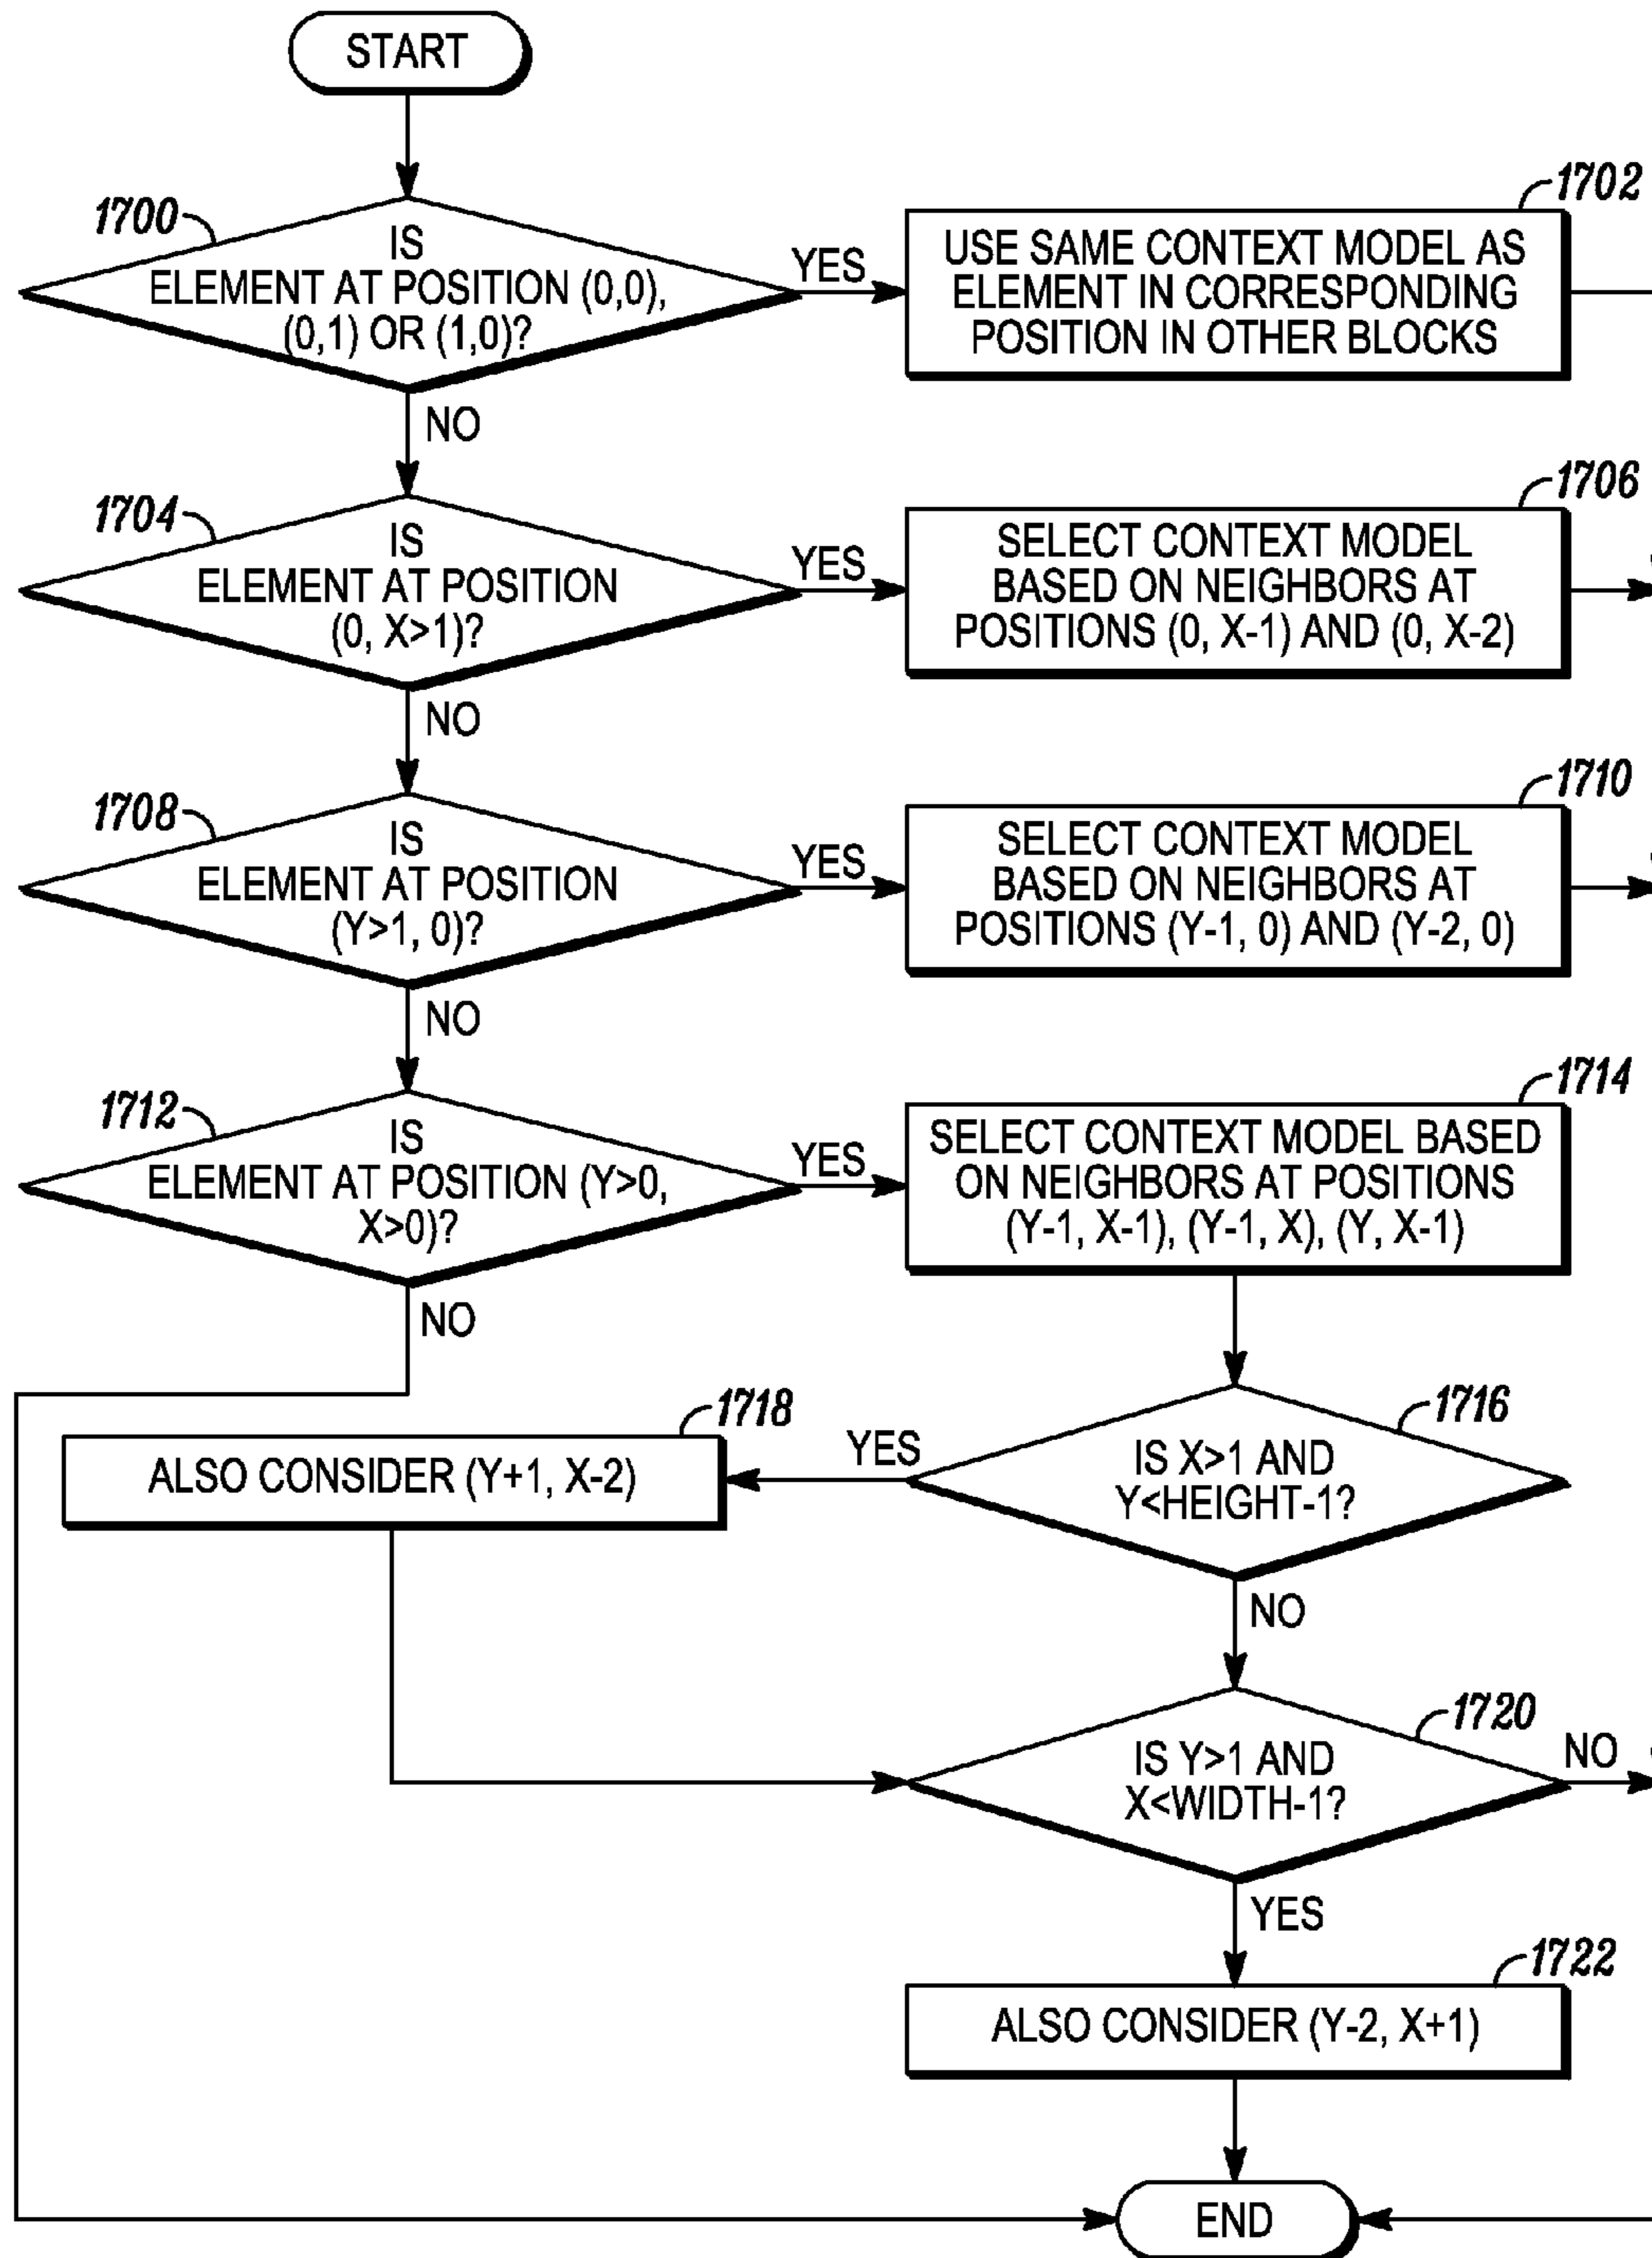 START
1700
IS
ELEMENT AT POSITION (0,0),
(0,1) OR (1,0)?
YES
1702
USE SAME CONTEXT MODEL AS
ELEMENT IN CORRESPONDING
POSITION IN OTHER BLOCKS
NO
1704
IS
ELEMENT AT POSITION
(0, X>1)?
YES
1706
SELECT CONTEXT MODEL
BASED ON NEIGHBORS AT
POSITIONS (0, X-1) AND (0, X-2)
NO
1708
IS
ELEMENT AT POSITION
(Y>1, 0)?
YES
1710
SELECT CONTEXT MODEL
BASED ON NEIGHBORS AT
POSITIONS (Y-1, 0) AND (Y-2, 0)
NO
1712
IS
ELEMENT AT POSITION (Y>0,
X>0)?
YES
1714
SELECT CONTEXT MODEL BASED
ON NEIGHBORS AT POSITIONS
(Y-1, X-1), (Y-1, X), (Y, X-1)
NO
1716
IS X>1 AND
Y<HEIGHT-1?
YES
1718
ALSO CONSIDER (Y+1, X-2)
NO
1720
IS Y>1 AND
X<WIDTH-1?
NO
YES
1722
ALSO CONSIDER (Y-2, X+1)
END